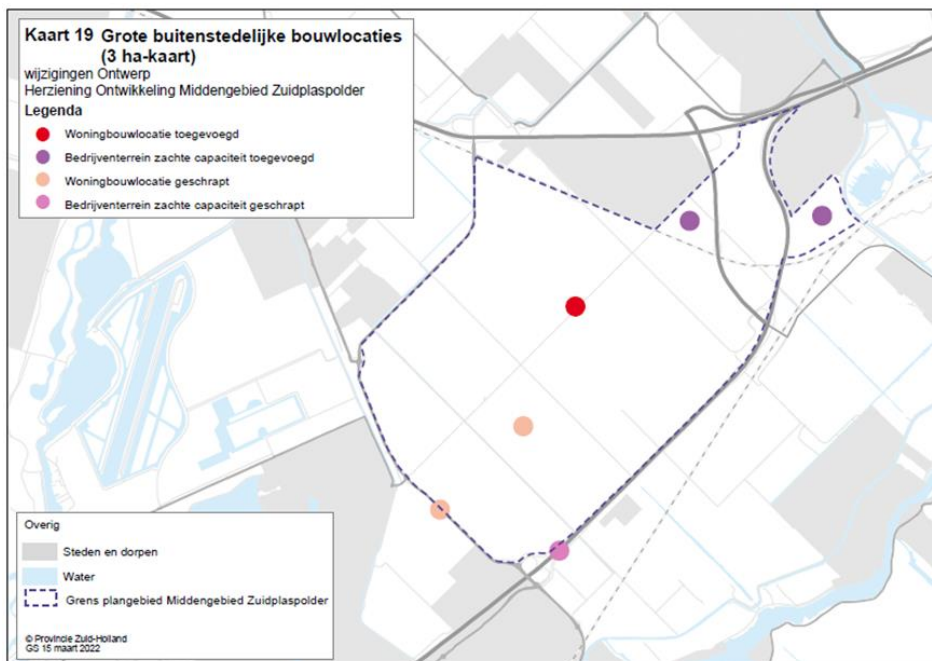 Kaart 19 Grote buitenstedelijke bouwlocaties
(3 ha-kaart)
wijzigingen Ontwerp
Herziening Ontwikkeling Middengebied Zuidplaspolder
Legenda
Woningbouwlocatie toegevoegd
Bedrijventerrein zachte capaciteit toegevoegd
Woningbouwlocatie geschrapt
Bedrijventerrein zachte capaciteit geschrapt
Overig
Steden en dorpen
Water
Grens plangebied Middengebied Zuidplaspolder
© Provincie Zuid-Holland
GS 15 maart 2022